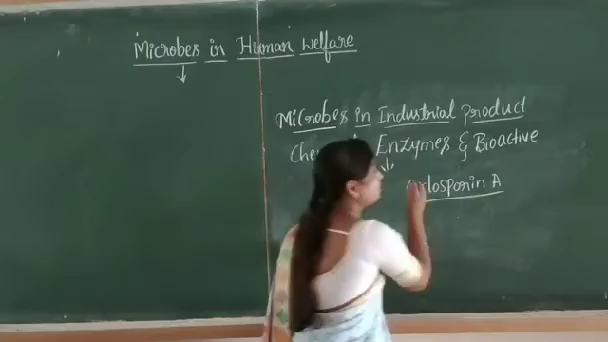 Microbes in Human welfare
Microbes in Industrial product
Enzymes & Bioactive
A